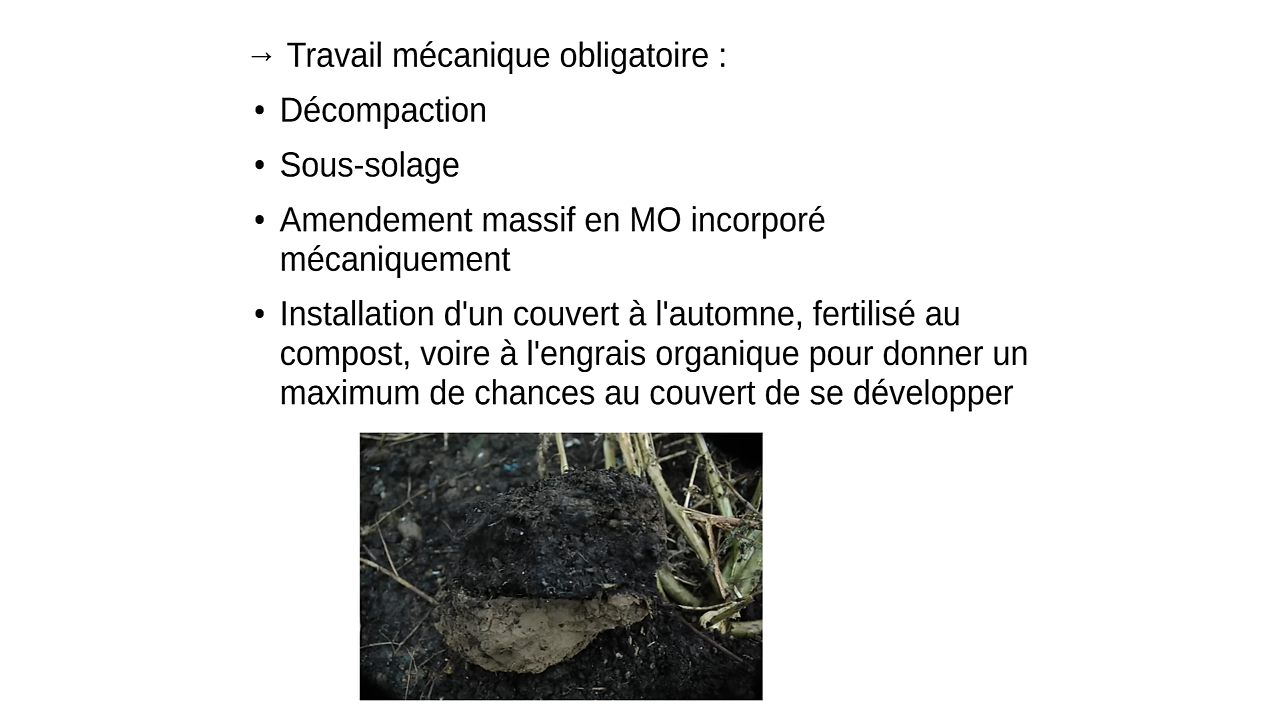 → Travail mécanique obligatoire :
• Décompaction
• Sous-solage
• Amendement massif en MO incorporé
mécaniquement
• Installation d'un couvert à l'automne, fertilisé au
compost, voire à l'engrais organique pour donner un
maximum de chances au couvert de se développer